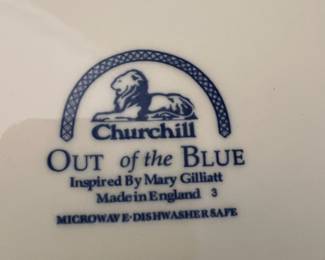 Churchill
OUT of the BLUE
Inspired By Mary Gilliatt
Made in England 3
MICROWAVE·DISHWASHER SAFE